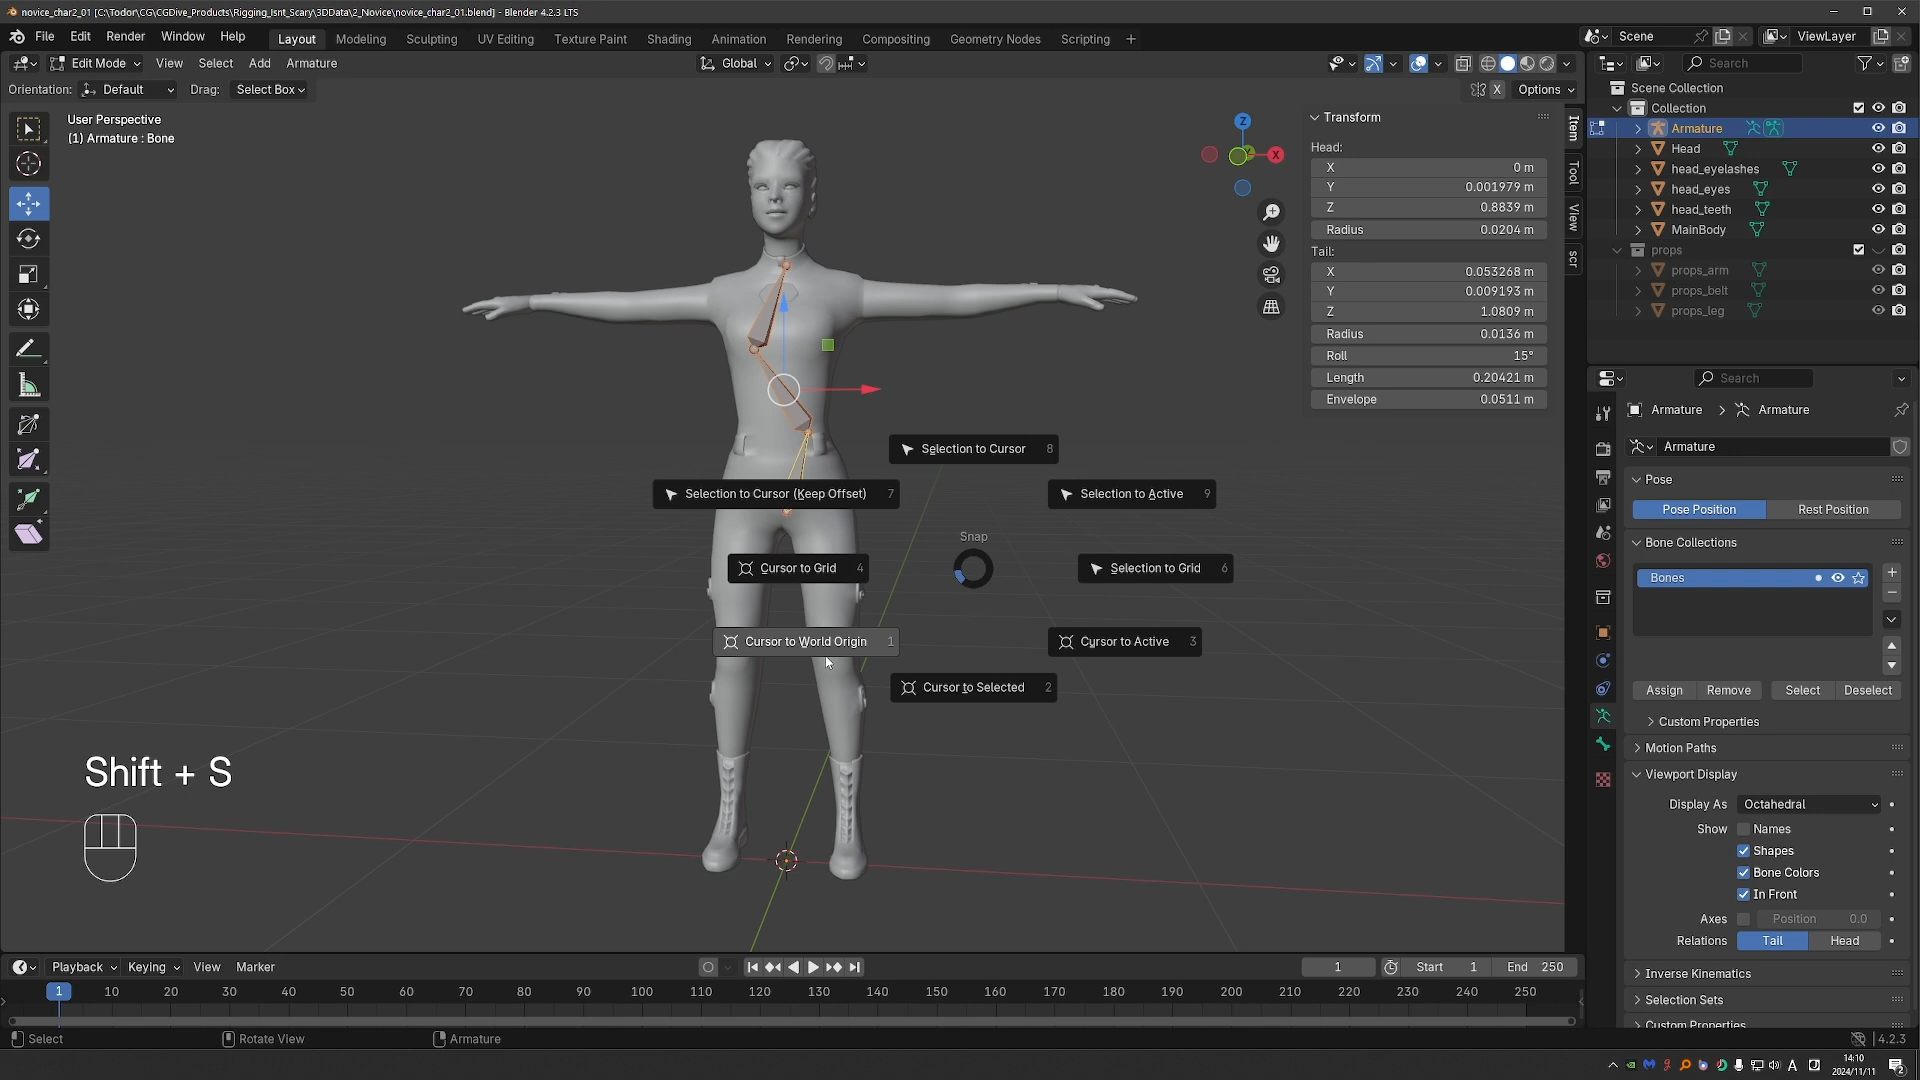 novice_char2_01 [C:\Todor\CG\CGDive_Products\Rigging_Isnt_Scary\3DData\2_Novice\novice_char2_01.blend] - Blender 4.2.3 LTS
File Edit Render Window Help Layout Modeling Sculpting UV Editing Texture Paint Shading Animation Rendering Compositing Geometry Nodes Scripting + Scene ViewLayer
Edit Mode View Select Add Armature Global Search
Orientation: Default Drag: Select Box X Options
User Perspective
(1) Armature : Bone
Z
X
Transform
Head:
X 0 m
Y 0.001979 m
Z 0.8839 m
Radius 0.0204 m
Tail:
X 0.053268 m
Y 0.009193 m
Z 1.0809 m
Radius 0.0136 m
Roll 15°
Length 0.20421 m
Envelope 0.0511 m
Item
Tool
View
scr
Scene Collection
Collection
Armature
Head
head_eyelashes
head_eyes
head_teeth
MainBody
props
props_arm
props_belt
props_leg
Selection to Cursor 8
Selection to Cursor (Keep Offset) 7
Selection to Active 9
Snap
Cursor to Grid 4
Selection to Grid 6
Cursor to World Origin 1
Cursor to Active 3
Cursor to Selected 2
Shift + S
Search
Armature Armature
Armature
Pose
Pose Position Rest Position
Bone Collections
Bones
Assign Remove Select Deselect
Custom Properties
Motion Paths
Viewport Display
Display As Octahedral
Show Names
Shapes
Bone Colors
In Front
Axes Position 0.0
Relations Tail Head
Inverse Kinematics
Selection Sets
Custom Properties
Playback Keying View Marker 1 Start 1 End 250
1 10 20 30 40 50 60 70 80 90 100 110 120 130 140 150 160 170 180 190 200 210 220 230 240 250
Select Rotate View Armature 4.2.3
A 14:10
2024/11/11 2